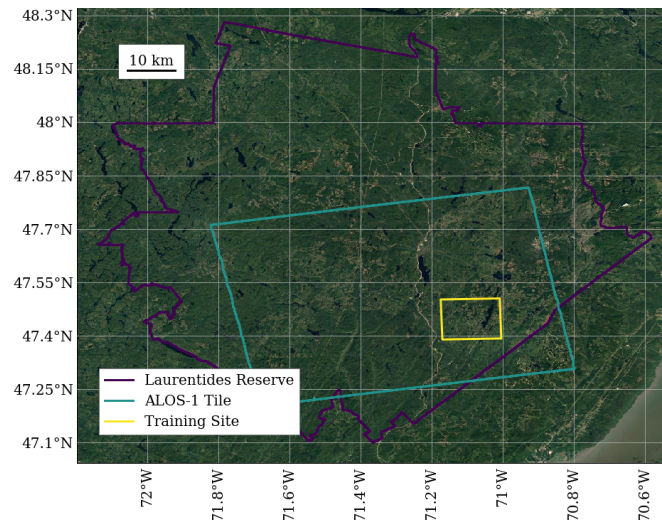 48.3°N
48.15°N
48°N
47.85°N
47.7°N
47.55°N
47.4°N
47.25°N
47.1°N
10 km
Laurentides Reserve
ALOS-1 Tile
Training Site
72°W
71.8°W
71.6°W
71.4°W
71.2°W
71°W
70.8°W
70.6°W